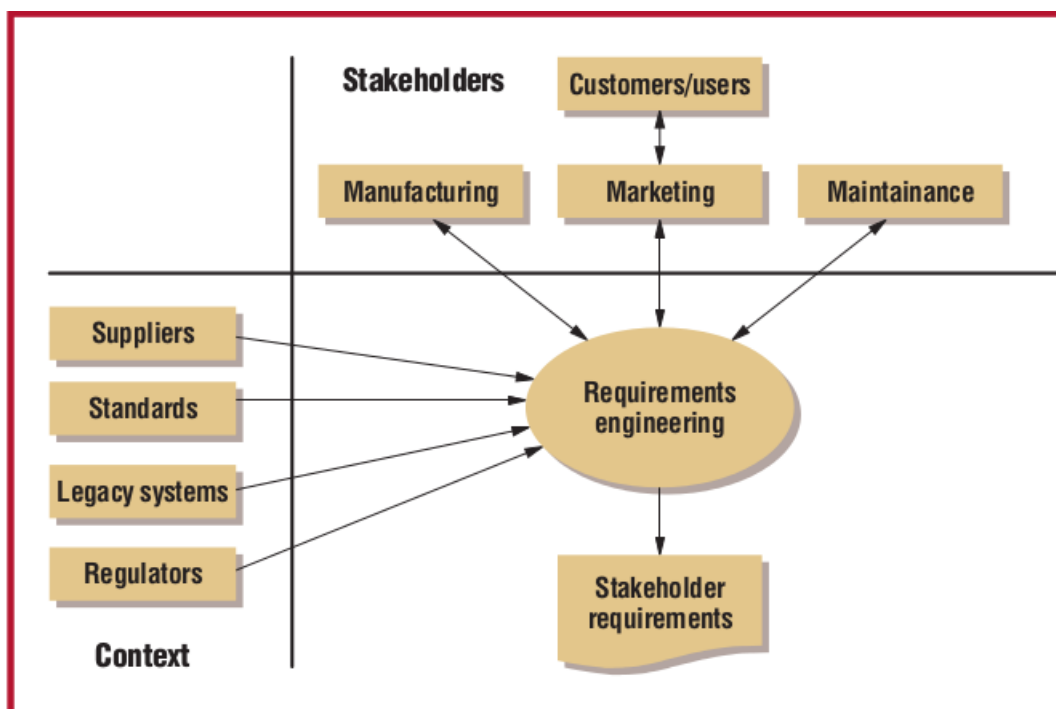 Stakeholders
Customers/users
Manufacturing
Marketing
Maintainance
Suppliers
Standards
Legacy systems
Regulators
Context
Requirements
engineering
Stakeholder
requirements